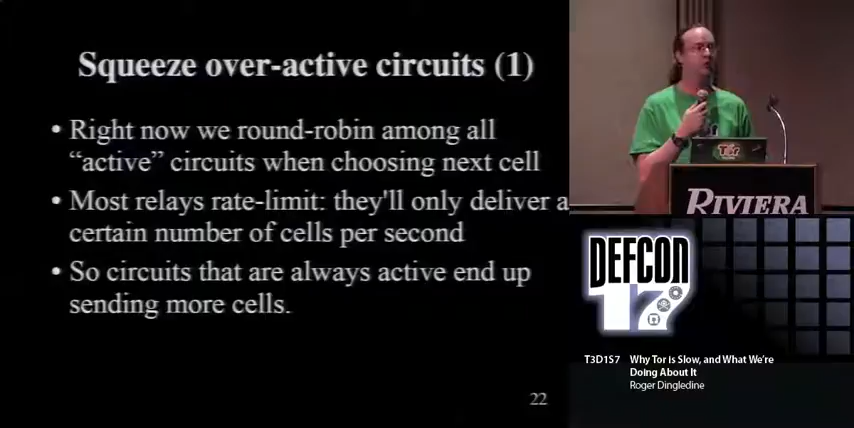 Squeeze over-active circuits (1)
• Right now we round-robin among all
“active” circuits when choosing next cell
• Most relays rate-limit: they'll only deliver a
certain number of cells per second
• So circuits that are always active end up
sending more cells.
22
Tor
RIVIERA
DEFCON
17
T3D1S7 Why Tor is Slow, and What We're
Doing About It
Roger Dingledine